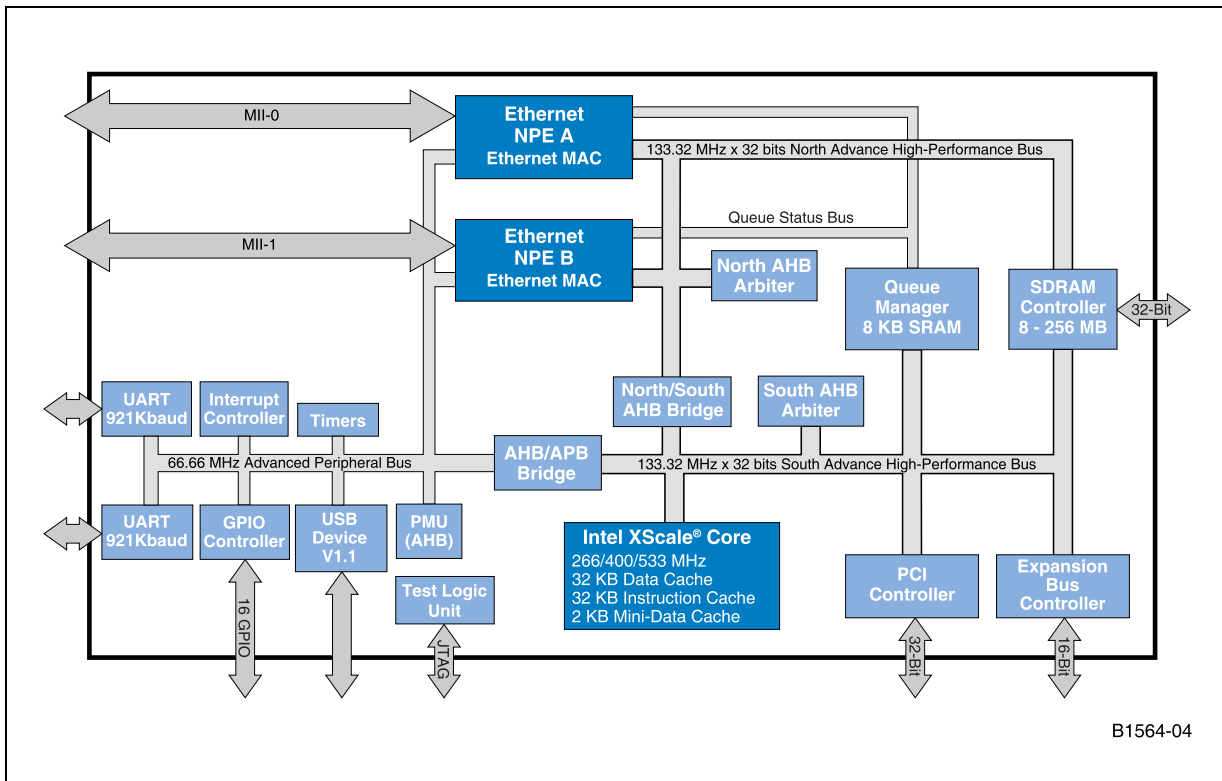 MII-0
Ethernet
NPE A
Ethernet MAC
133.32 MHz x 32 bits North Advance High-Performance Bus
Queue Status Bus
MII-1
Ethernet
NPE B
Ethernet MAC
North AHB
Arbiter
Queue
Manager
8 KB SRAM
SDRAM
Controller
8 - 256 MB
32-Bit
UART
921Kbaud
Interrupt
Controller
Timers
North/South
AHB Bridge
South AHB
Arbiter
66.66 MHz Advanced Peripheral Bus
AHB/APB
Bridge
133.32 MHz x 32 bits South Advance High-Performance Bus
UART
921Kbaud
GPIO
Controller
USB
Device
V1.1
PMU
(AHB)
Intel XScale® Core
266/400/533 MHz
32 KB Data Cache
32 KB Instruction Cache
2 KB Mini-Data Cache
Test Logic
Unit
PCI
Controller
Expansion
Bus
Controller
16 GPIO
JTAG
32-Bit
16-Bit
B1564-04